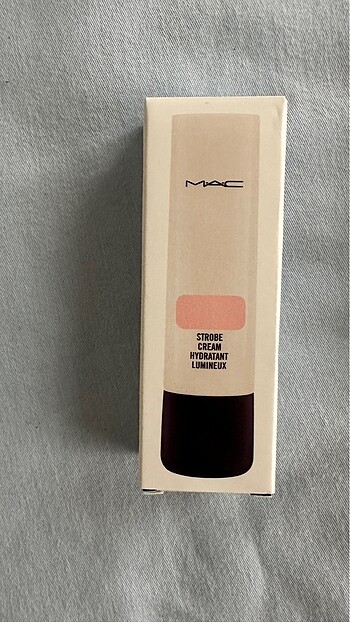 MAC
STROBE
CREAM
HYDRATANT
LUMINEUX